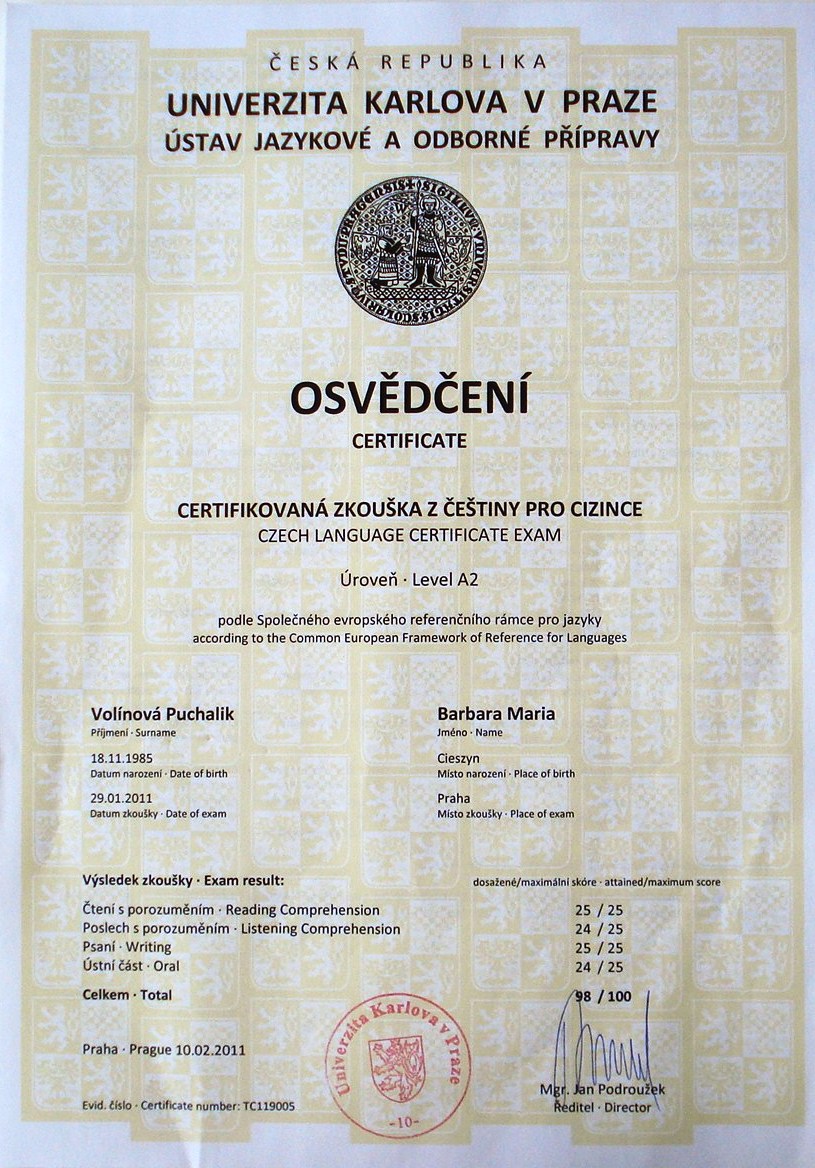 ČESKÁ REPUBLIKA
UNIVERZITA KARLOVA V PRAZE
ÚSTAV JAZYKOVÉ A ODBORNÉ PŘÍPRAVY
OSVĚDČENÍ
CERTIFICATE
CERTIFIKOVANÁ ZKOUŠKA Z ČEŠTINY PRO CIZINCE
CZECH LANGUAGE CERTIFICATE EXAM
Úroveň · Level A2
podle Společného evropského referenčního rámce pro jazyky
according to the Common European Framework of Reference for Languages
Volínová Puchalik Barbara Maria
Příjmení · Surname Jméno · Name
18.11.1985 Cieszyn
Datum narození · Date of birth Místo narození · Place of birth
29.01.2011 Praha
Datum zkoušky · Date of exam Místo zkoušky · Place of exam
Výsledek zkoušky · Exam result: dosažené/maximální skóre · attained/maximum score
Čtení s porozuměním · Reading Comprehension 25 / 25
Poslech s porozuměním · Listening Comprehension 24 / 25
Psaní · Writing 25 / 25
Ústní část · Oral 24 / 25
Celkem · Total 98 / 100
Univerzita Karlova v Praze
-10-
Praha · Prague 10.02.2011
Mgr. Jan Podroužek
Ředitel · Director
Evid. číslo · Certificate number: TC119005